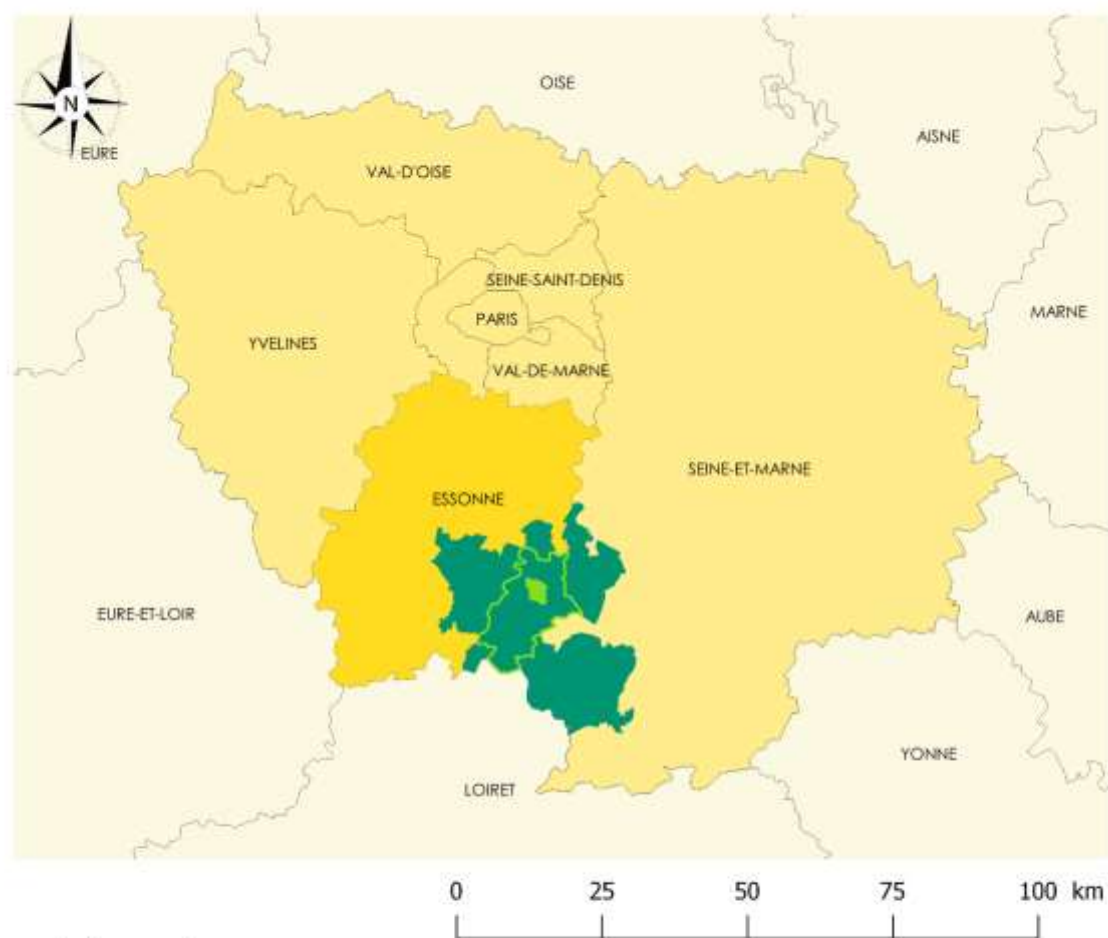 OISE
N
EURE
AISNE
VAL-D'OISE
SEINE-SAINT-DENIS
MARNE
PARIS
YVELINES
VAL-DE-MARNE
SEINE-ET-MARNE
ESSONNE
EURE-ET-LOIR
AUBE
YONNE
LOIRET
0 25 50 75 100 km